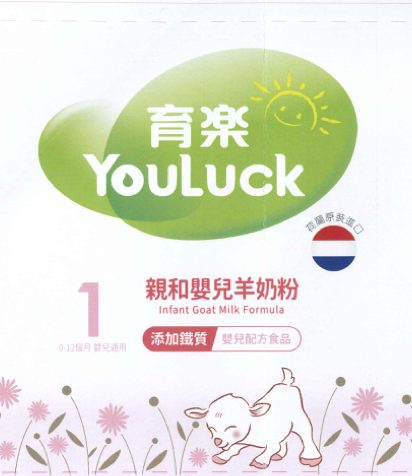 育楽
YouLuck
荷蘭原裝進口
1
親和嬰兒羊奶粉
Infant Goat Milk Formula
0-12個月 嬰兒適用
添加鐵質 嬰兒配方食品